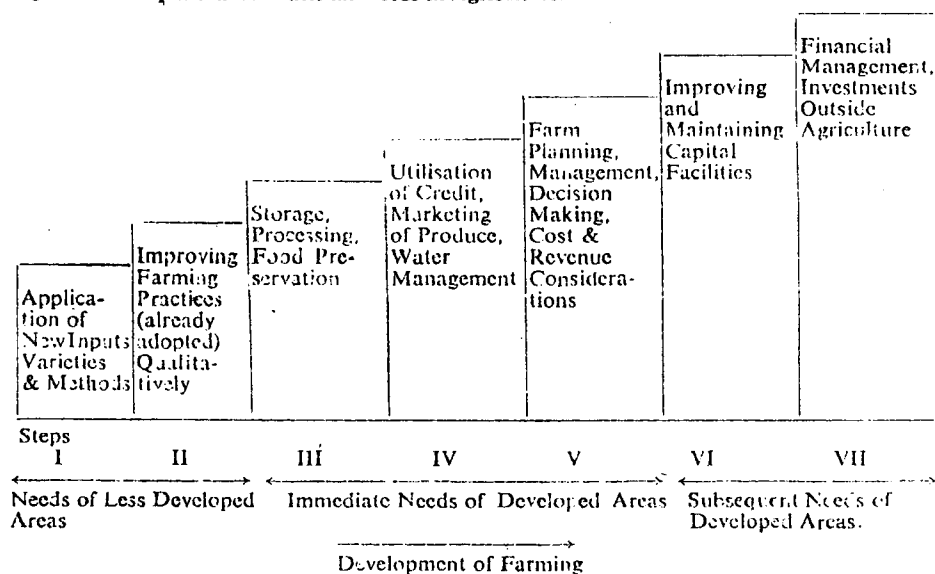 Financial
Management,
Investments
Outside
Agriculture
Improving
and
Maintaining
Capital
Facilities
Farm
Planning,
Management,
Decision
Making,
Cost &
Revenue
Considera-
tions
Utilisation
of Credit,
Marketing
of Produce,
Water
Management
Storage,
Processing,
Food Pre-
servation
Improving
Farming
Practices
(already
adopted)
Qualita-
tively
Applica-
tion of
New Inputs
Varieties
& Methods
Steps
I II III IV V VI VII
Needs of Less Developed
Areas
Immediate Needs of Developed Areas
Subsequent Needs of
Developed Areas.
Development of Farming